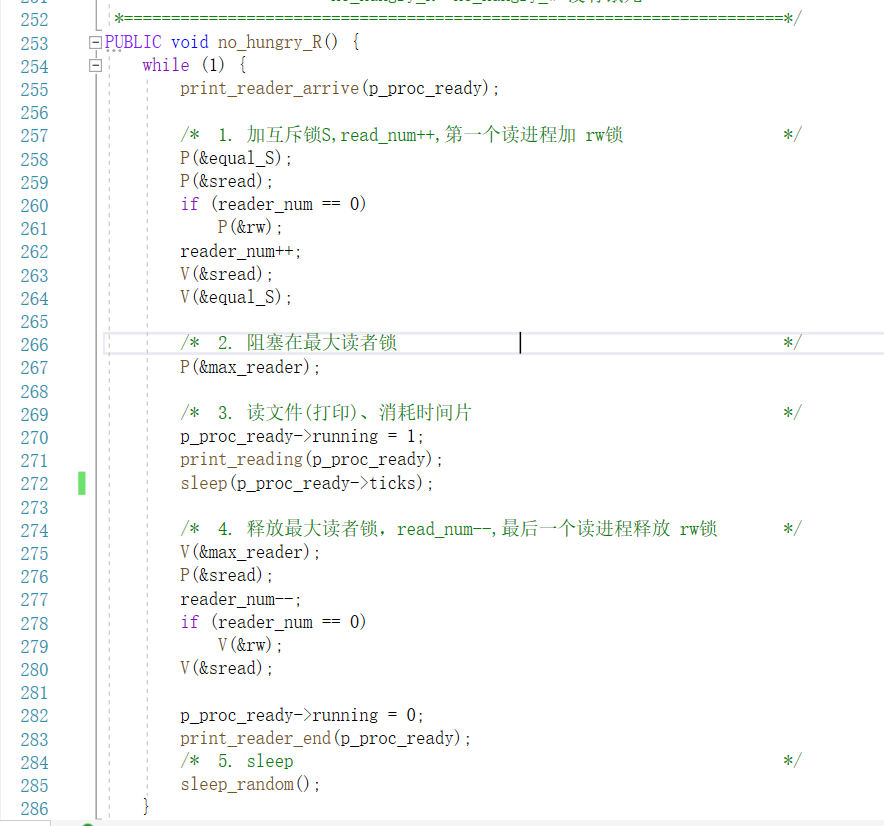 252 *======================================================================*/
253 PUBLIC void no_hungry_R() {
254 while (1) {
255 print_reader_arrive(p_proc_ready);
256
257 /* 1. 加互斥锁S,read_num++,第一个读进程加 rw锁 */
258 P(&equal_S);
259 P(&sread);
260 if (reader_num == 0)
261 P(&rw);
262 reader_num++;
263 V(&sread);
264 V(&equal_S);
265
266 /* 2. 阻塞在最大读者锁 */
267 P(&max_reader);
268
269 /* 3. 读文件(打印)、消耗时间片 */
270 p_proc_ready->running = 1;
271 print_reading(p_proc_ready);
272 sleep(p_proc_ready->ticks);
273
274 /* 4. 释放最大读者锁，read_num--,最后一个读进程释放 rw锁 */
275 V(&max_reader);
276 P(&sread);
277 reader_num--;
278 if (reader_num == 0)
279 V(&rw);
280 V(&sread);
281
282 p_proc_ready->running = 0;
283 print_reader_end(p_proc_ready);
284 /* 5. sleep */
285 sleep_random();
286 }